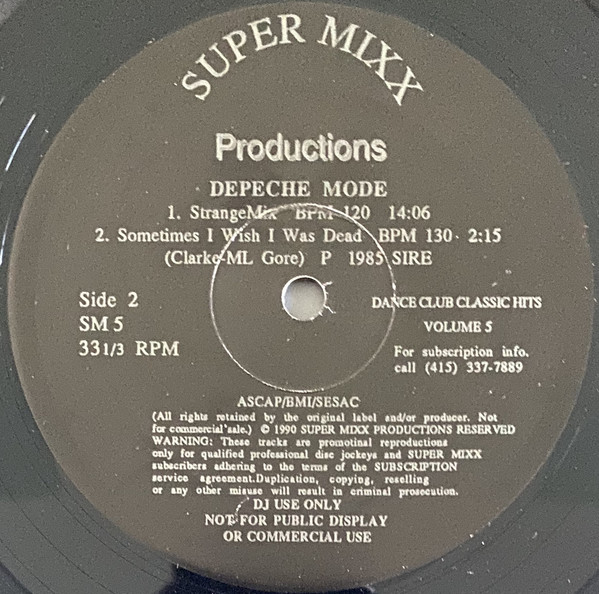 SUPER MIXX
Productions
DEPECHE MODE
1. StrangeMix BPM 120 14:06
2. Sometimes I Wish I Was Dead BPM 130 2:15
(Clarke-ML Gore) P 1985 SIRE
Side 2
SM 5
33 1/3 RPM
DANCE CLUB CLASSIC HITS
VOLUME 5
For subscription info.
call (415) 337-7889
ASCAP/BMI/SESAC
(All rights retained by the original label and/or producer. Not
for commercial sale.) © 1990 SUPER MIXX PRODUCTIONS RESERVED
WARNING: These tracks are promotinal reproductions
only for qualified professional disc jockeys and SUPER MIXX
subscribers adhering to the terms of the SUBSCRIPTION
service agreement.Duplication, copying, reselling
or any other misuse will result in criminal prosecution.
DJ USE ONLY
NOT FOR PUBLIC DISPLAY
OR COMMERCIAL USE